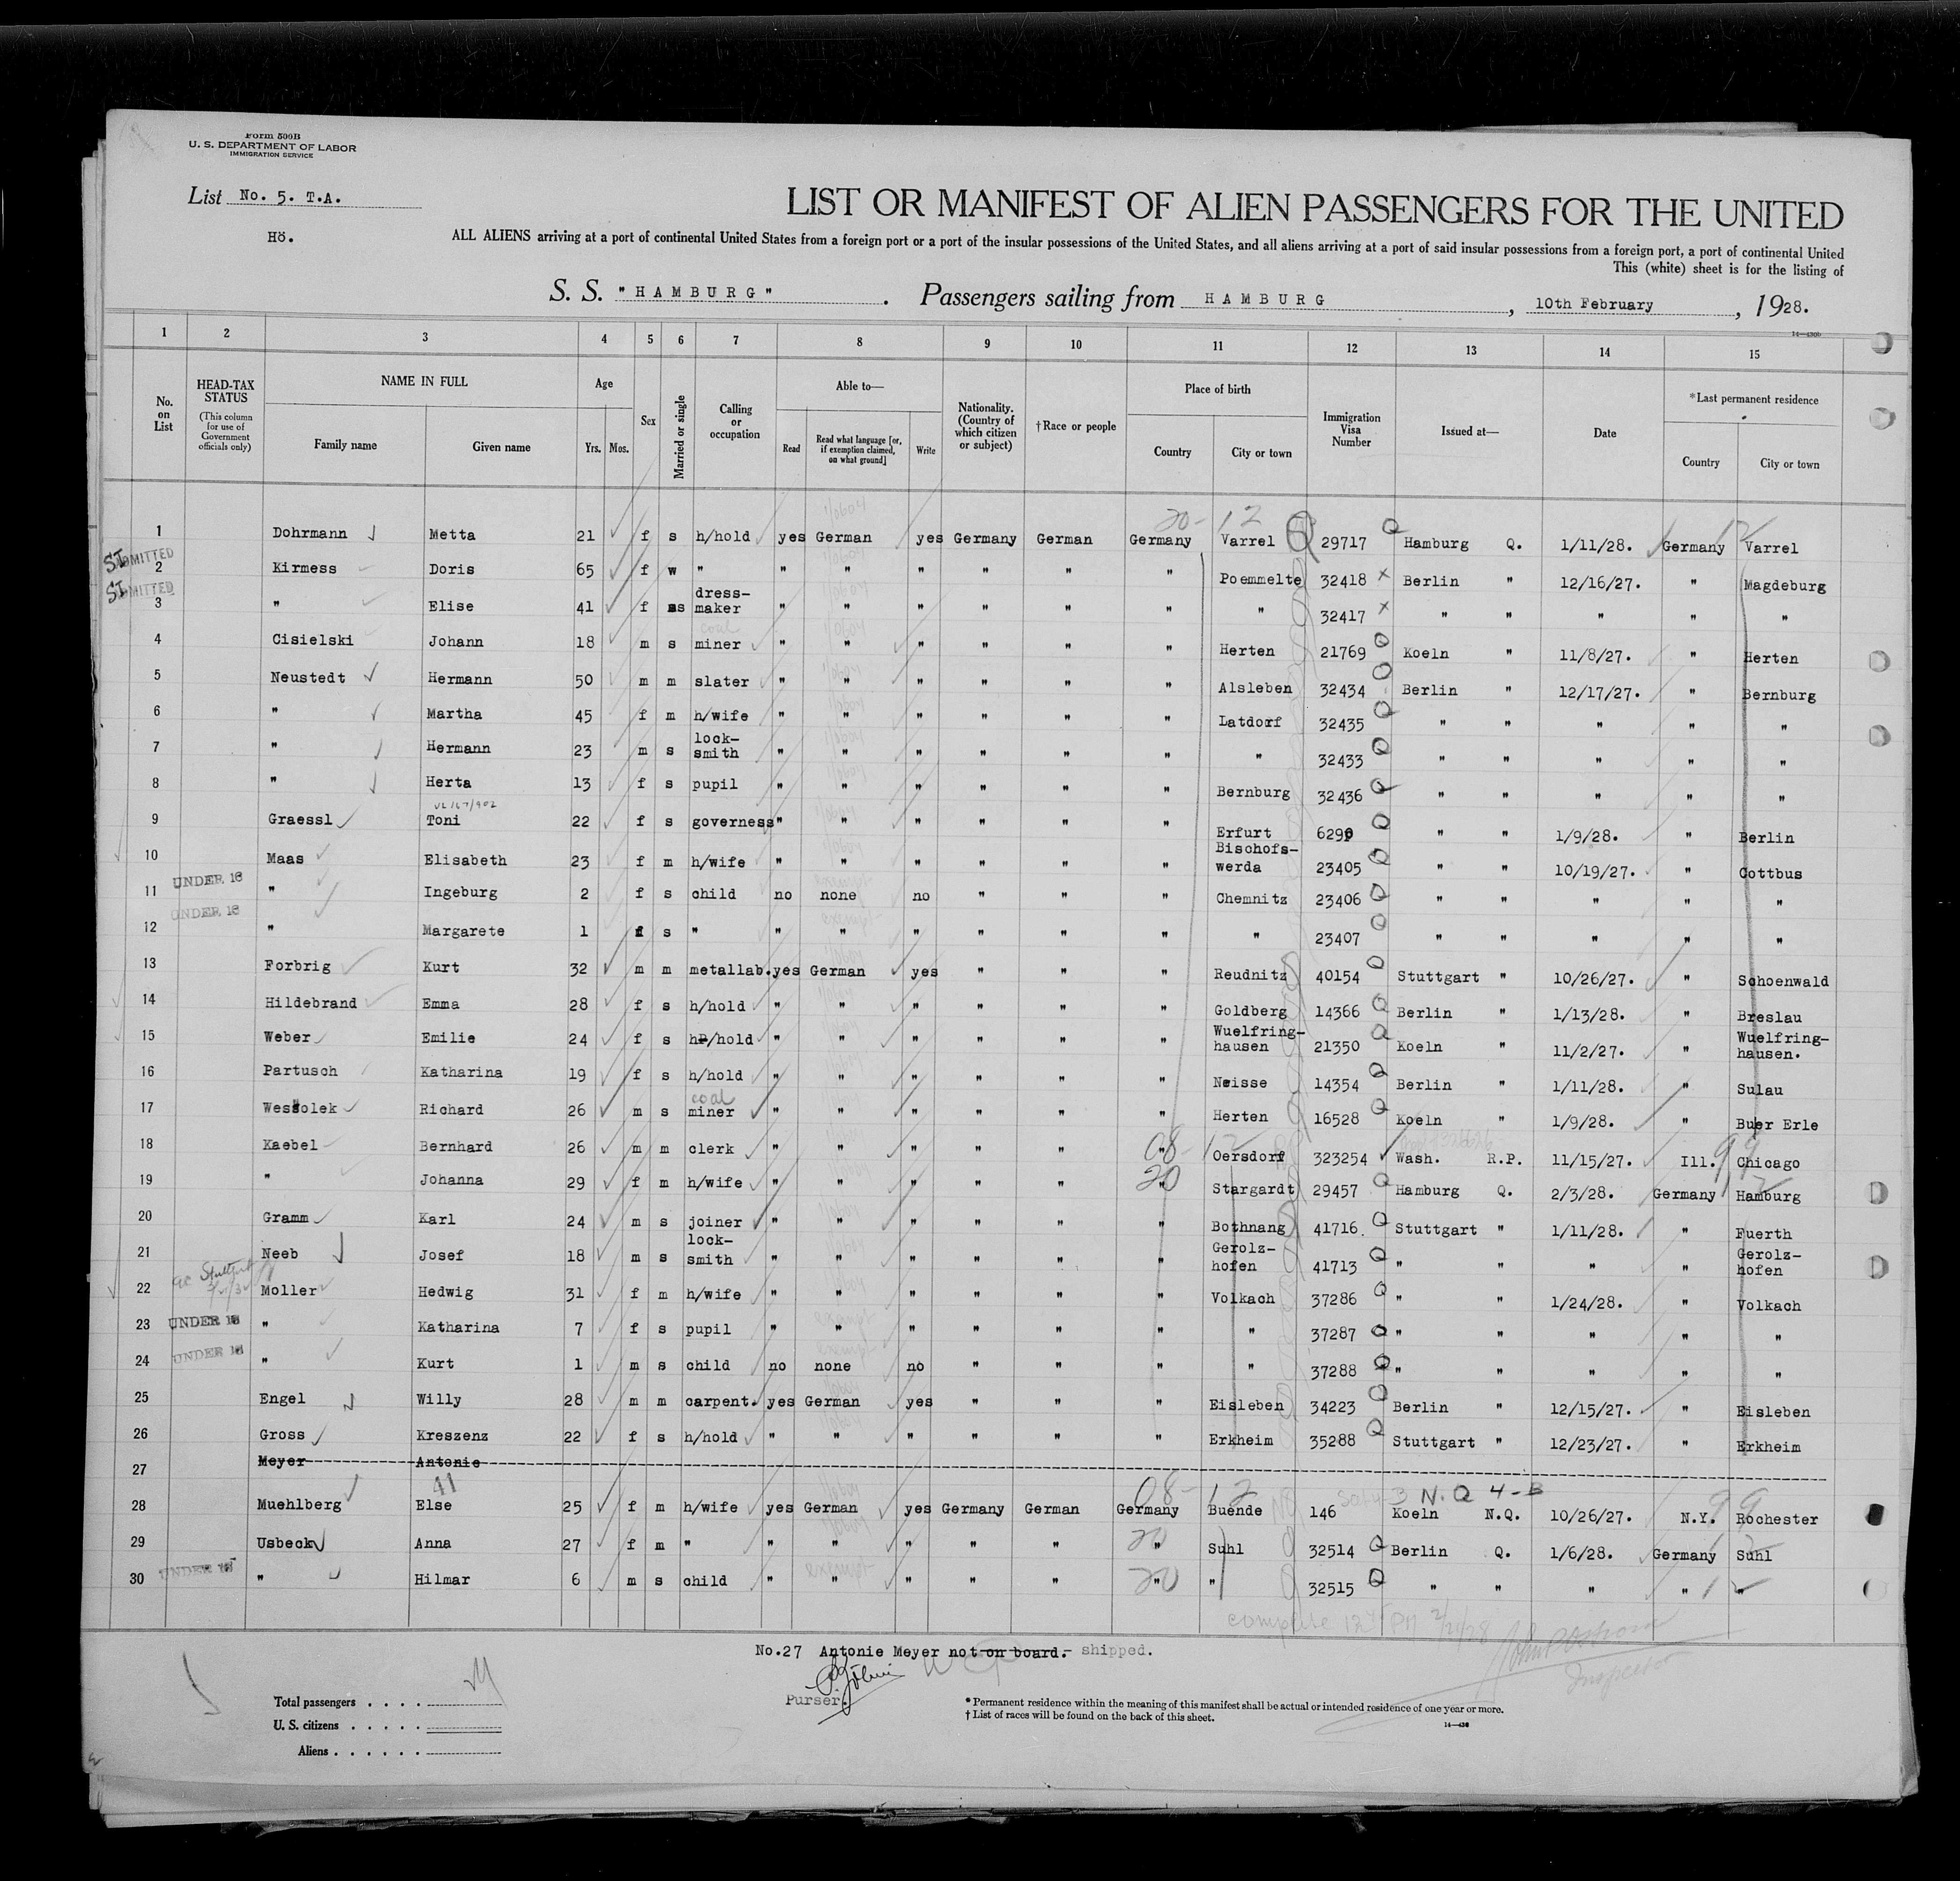 Form 500B
U. S. DEPARTMENT OF LABOR
IMMIGRATION SERVICE
List No. 5. T.A.
Hö.
LIST OR MANIFEST OF ALIEN PASSENGERS FOR THE UNITED
ALL ALIENS arriving at a port of continental United States from a foreign port or a port of the insular possessions of the United States, and all aliens arriving at a port of said insular possessions from a foreign port, a port of continental United
This (white) sheet is for the listing of
S. S. "HAMBURG" . Passengers sailing from HAMBURG , 10th February , 1928.
14—430b
1 2 3 4 5 6 7 8 9 10 11 12 13 14 15
No. on List
HEAD-TAX STATUS (This column for use of Government officials only)
NAME IN FULL
Family name Given name
Age Yrs. Mos.
Sex
Married or single
Calling or occupation
Able to— Read Read what language [or, if exemption claimed, on what ground] Write
Nationality. (Country of which citizen or subject)
†Race or people
Place of birth Country City or town
Immigration Visa Number
Issued at—
Date
*Last permanent residence Country City or town
20- 12
1 Dohrmann Metta 21 f s h/hold yes German yes Germany German Germany Varrel 29717 Hamburg Q. 1/11/28. Germany Varrel
2 Kirmess Doris 65 f w " " " " " " " Poemmelte 32418 Berlin " 12/16/27. " Magdeburg
3 " Elise 41 f s dress-maker " " " " " " " 32417 " " " " "
4 Cisielski Johann 18 m s coal miner " " " " " " Herten 21769 Koeln " 11/8/27. " Herten
5 Neustedt Hermann 50 m m slater " " " " " " Alsleben 32434 Berlin " 12/17/27. " Bernburg
6 " Martha 45 f m h/wife " " " " " " Latdorf 32435 " " " " "
7 " Hermann 23 m s lock-smith " " " " " " " 32433 " " " " "
8 " Herta 13 f s pupil " " " " " " Bernburg 32436 " " " " "
9 Graessl Toni 22 f s governess " " " " " " Erfurt 6299 " " 1/9/28. " Berlin
10 Maas Elisabeth 23 f m h/wife " " " " " " Bischofs-werda 23405 " " 10/19/27. " Cottbus
UNDER 16
11 " Ingeburg 2 f s child no none no " " " Chemnitz 23406 " " " " "
UNDER 16
12 " Margarete 1 f s " " " " " " " " 23407 " " " " "
13 Forbrig Kurt 32 m m metallab. yes German yes " " " Reudnitz 40154 Stuttgart " 10/26/27. " Schoenwald
14 Hildebrand Emma 28 f s h/hold " " " " " " Goldberg 14366 Berlin " 1/13/28. " Breslau
15 Weber Emilie 24 f s h/hold " " " " " " Wuelfring-hausen 21350 Koeln " 11/2/27. " Wuelfring-hausen.
16 Partusch Katharina 19 f s h/hold " " " " " " Neisse 14354 Berlin " 1/11/28. " Sulau
17 Wessolek Richard 26 m s coal miner " " " " " " Herten 16528 Koeln " 1/9/28. " Buer Erle
18 Kaebel Bernhard 26 m m clerk " " " " " 08- 12 " Oersdorf 323254 Wash. R.P. 11/15/27. Ill. 99 Chicago
19 " Johanna 29 f m h/wife " " " " " 20 " Stargardt 29457 Hamburg Q. 2/3/28. Germany Hamburg
20 Gramm Karl 24 m s joiner " " " " " " Bothnang 41716. Stuttgart " 1/11/28. " Fuerth
21 Neeb Josef 18 m s lock-smith " " " " " " Gerolz-hofen 41713 " " " " Gerolz-hofen
22 Moller Hedwig 31 f m h/wife " " " " " " Volkach 37286 " " 1/24/28. " Volkach
23 UNDER 16 " Katharina 7 f s pupil " " " " " " " 37287 " " " " "
24 UNDER 16 " Kurt 1 m s child no none no " " " " 37288 " " " " "
25 Engel Willy 28 m m carpent. yes German yes " " " Eisleben 34223 Berlin " 12/15/27. " Eisleben
26 Gross Kreszenz 22 f s h/hold " " " " " " Erkheim 35288 Stuttgart " 12/23/27. " Erkheim
27 Meyer Antonie
41 08- 12 3 N.Q 4-B 99
28 Muehlberg Else 25 f m h/wife yes German yes Germany German Germany Buende 146 Koeln N.Q. 10/26/27. N.Y. Rochester
29 Usbeck Anna 27 f m " " " " " " 20 " Suhl 32514 Berlin Q. 1/6/28. Germany Suhl
30 UNDER 16 " Hilmar 6 m s child " " " " " 20 " " 32515 " " " " "
complete 12 PM 2/21/28
Inspector
No.27 Antonie Meyer not on board. shipped.
Purser.
Total passengers . . . .
U. S. citizens . . . . .
Aliens . . . . . .
* Permanent residence within the meaning of this manifest shall be actual or intended residence of one year or more.
† List of races will be found on the back of this sheet.
14—430